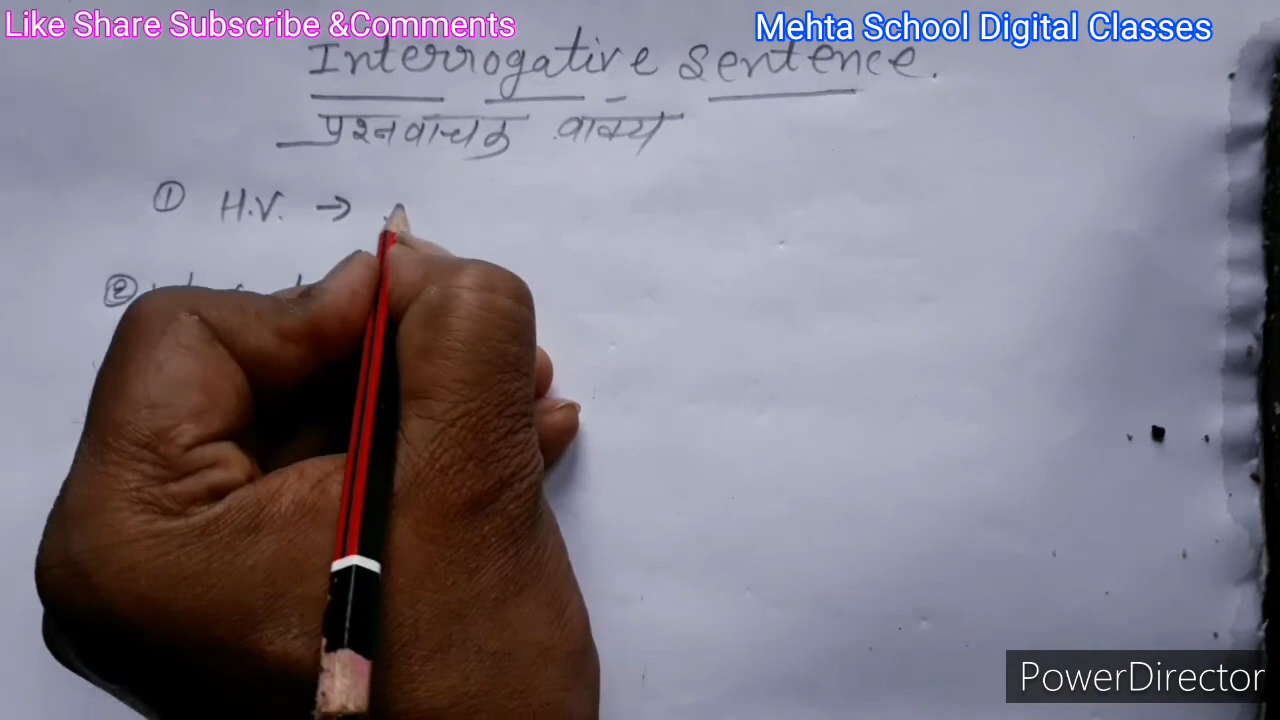 Like Share Subscribe &Comments
Mehta School Digital Classes
Interrogative Sentence.
प्रश्नवाचक वाक्य
① H.V. →
②
PowerDirector